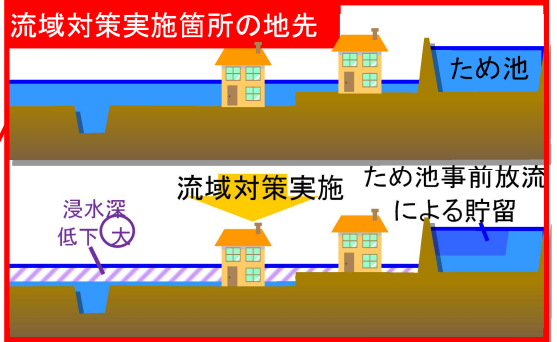 流域対策実施箇所の地先
ため池
流域対策実施
ため池事前放流
による貯留
浸水深
低下 大